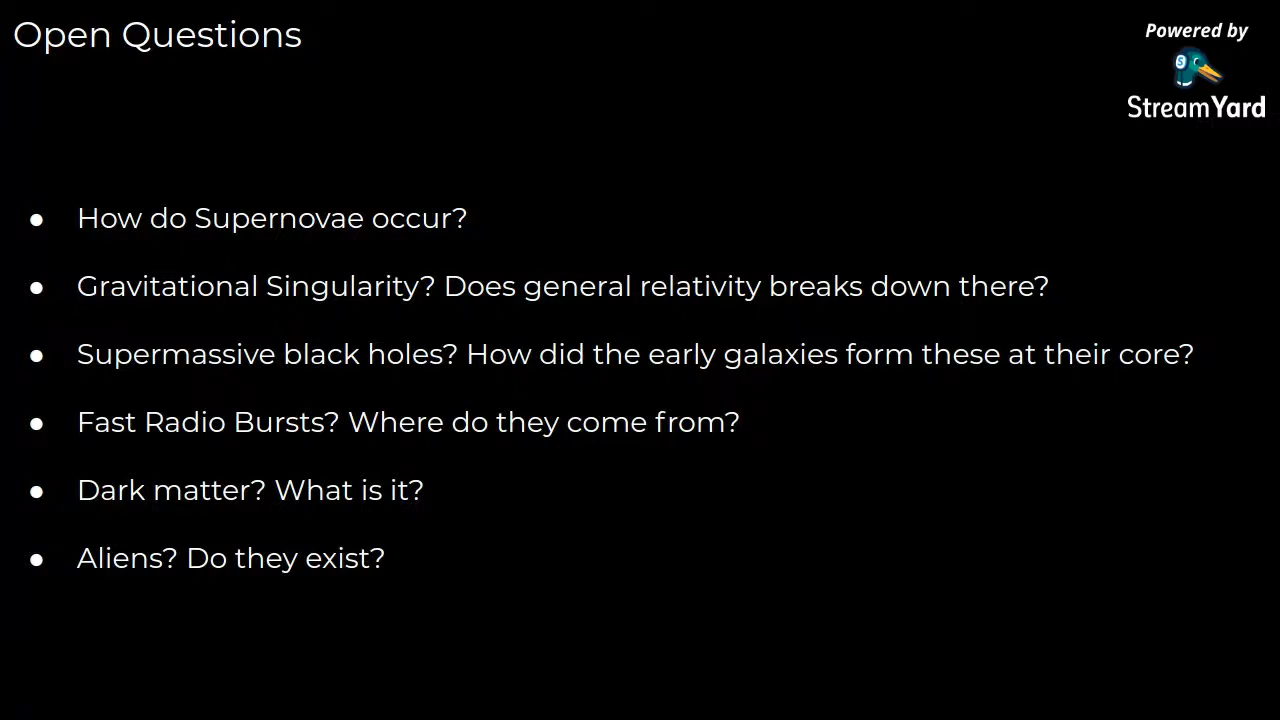 Open Questions
Powered by
StreamYard
● How do Supernovae occur?
● Gravitational Singularity? Does general relativity breaks down there?
● Supermassive black holes? How did the early galaxies form these at their core?
● Fast Radio Bursts? Where do they come from?
● Dark matter? What is it?
● Aliens? Do they exist?